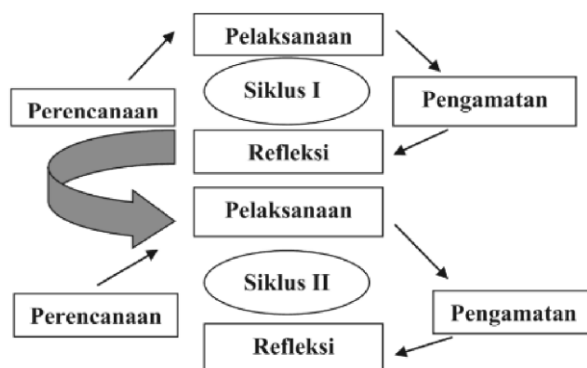 Pelaksanaan
Siklus I
Perencanaan
Pengamatan
Refleksi
Pelaksanaan
Siklus II
Perencanaan
Pengamatan
Refleksi